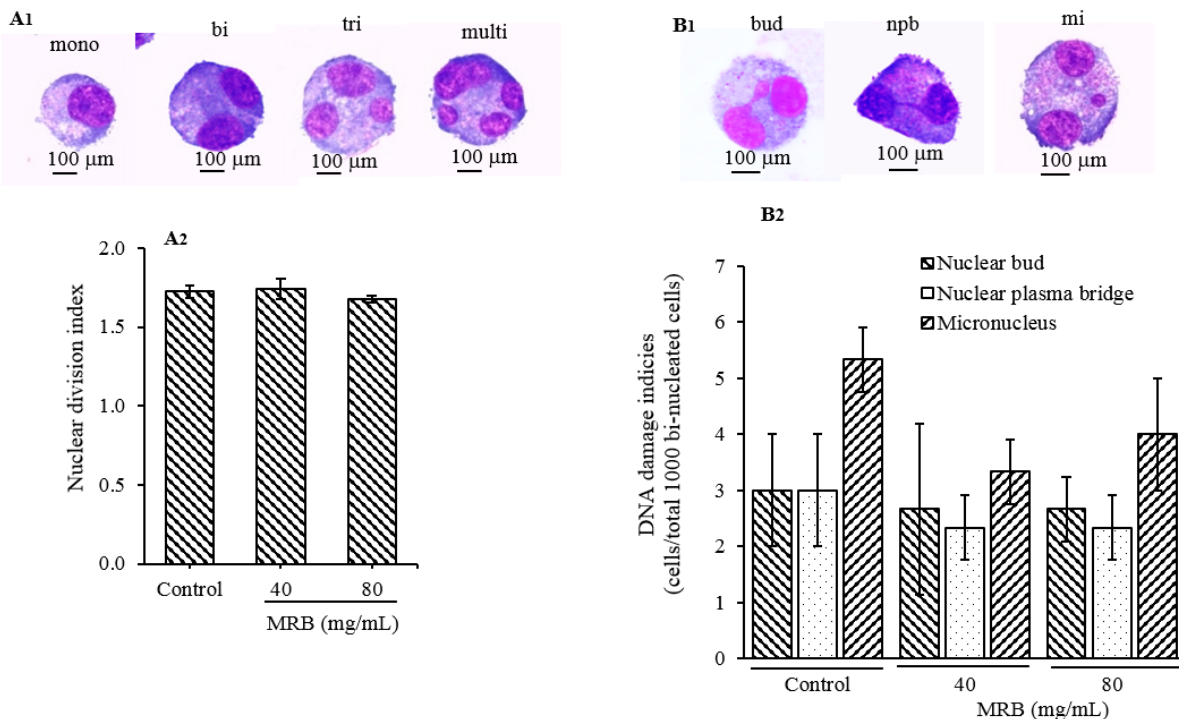 A1
mono
bi
tri
multi
100 µm
100 µm
100 µm
100 µm
B1
bud
npb
mi
100 µm
100 µm
100 µm
A2
Nuclear division index
2.0
1.5
1.0
0.5
0.0
Control
40
80
MRB (mg/mL)
B2
DNA damage indicies
(cells/total 1000 bi-nucleated cells)
7
6
5
4
3
2
1
0
Nuclear bud
Nuclear plasma bridge
Micronucleus
Control
40
80
MRB (mg/mL)